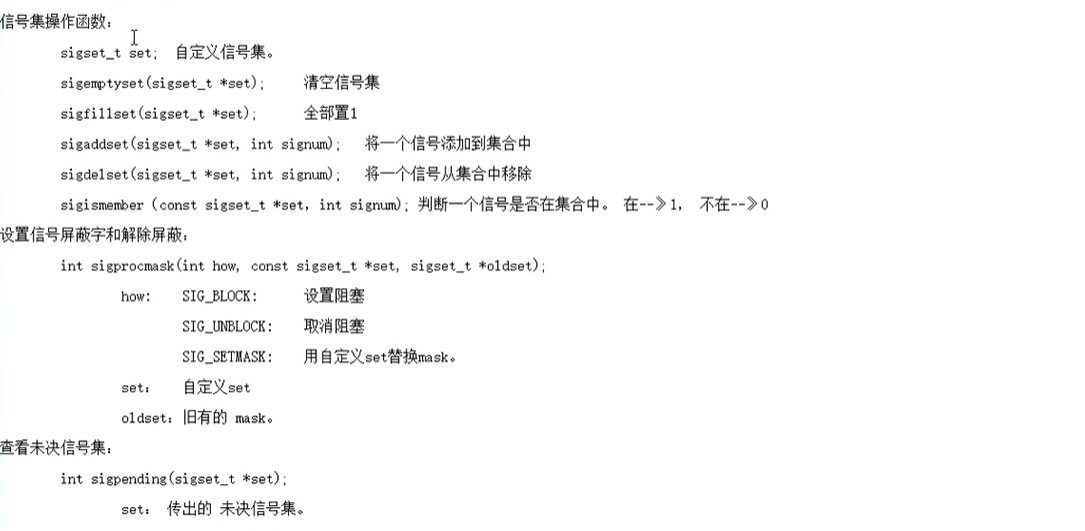 信号集操作函数：
sigset_t set;  自定义信号集。
sigemptyset(sigset_t *set);  清空信号集
sigfillset(sigset_t *set);  全部置1
sigaddset(sigset_t *set, int signum);  将一个信号添加到集合中
sigdelset(sigset_t *set, int signum);  将一个信号从集合中移除
sigismember（const sigset_t *set，int signum); 判断一个信号是否在集合中。 在--》1， 不在--》0
设置信号屏蔽字和解除屏蔽：
int sigprocmask(int how, const sigset_t *set, sigset_t *oldset);
how:  SIG_BLOCK:  设置阻塞
SIG_UNBLOCK:  取消阻塞
SIG_SETMASK:  用自定义set替换mask。
set：  自定义set
oldset：旧有的 mask。
查看未决信号集：
int sigpending(sigset_t *set);
set： 传出的 未决信号集。